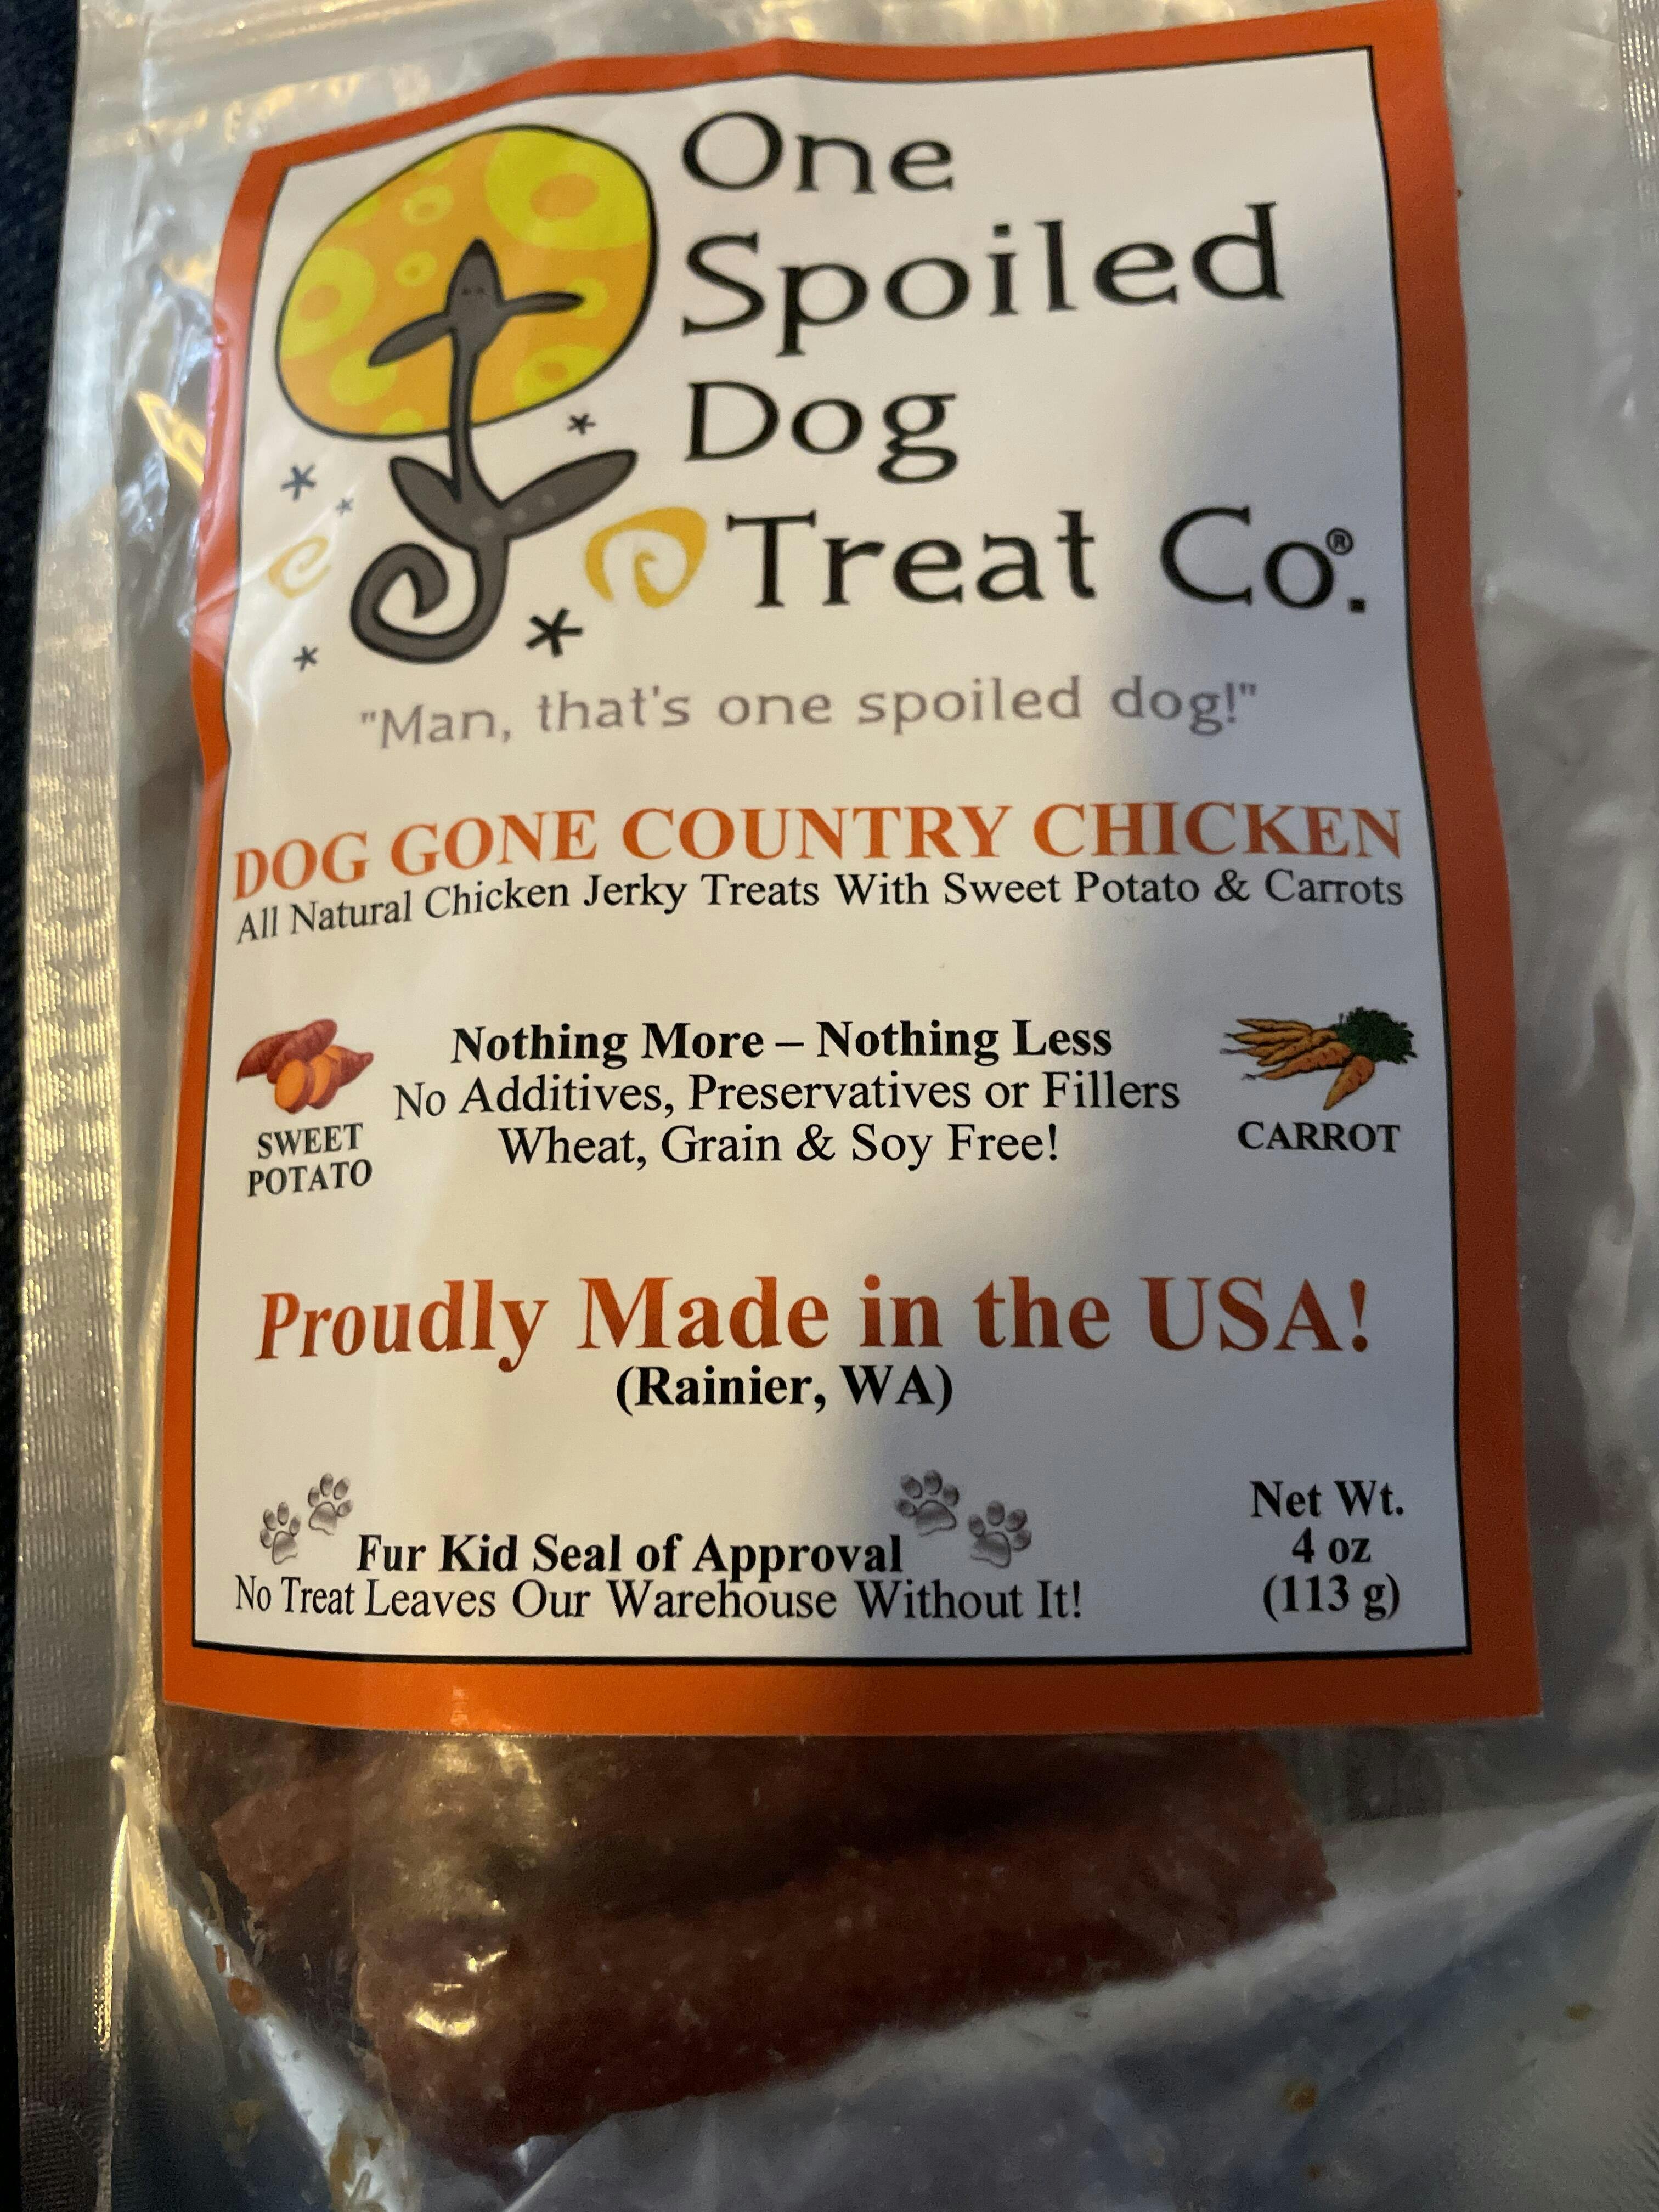 One
Spoiled
Dog
Treat Co®.
"Man, that's one spoiled dog!"
DOG GONE COUNTRY CHICKEN
All Natural Chicken Jerky Treats With Sweet Potato & Carrots
Nothing More – Nothing Less
No Additives, Preservatives or Fillers
Wheat, Grain & Soy Free!
SWEET
POTATO
CARROT
Proudly Made in the USA!
(Rainier, WA)
Fur Kid Seal of Approval
No Treat Leaves Our Warehouse Without It!
Net Wt.
4 oz
(113 g)